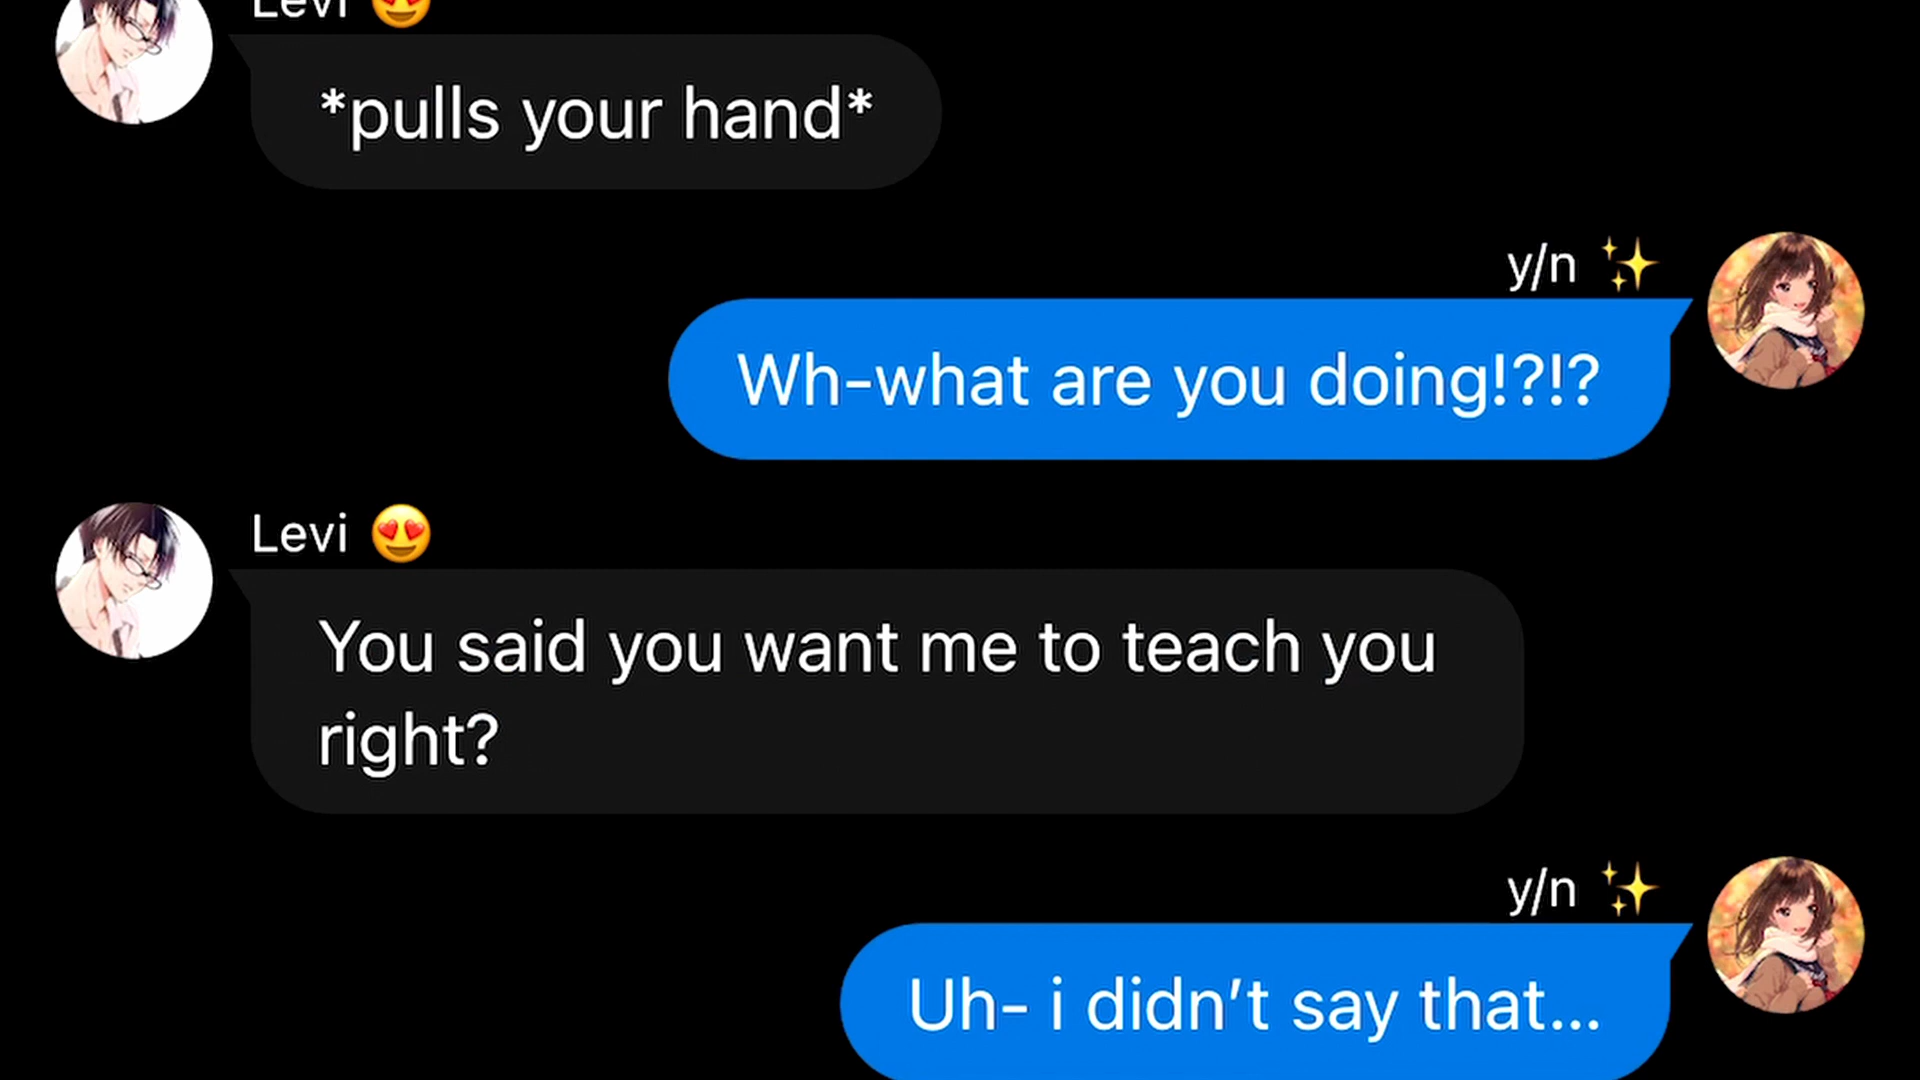 Levi 😍
*pulls your hand*
y/n ✨
Wh-what are you doing!?!?
Levi 😍
You said you want me to teach you
right?
y/n ✨
Uh- i didn't say that...